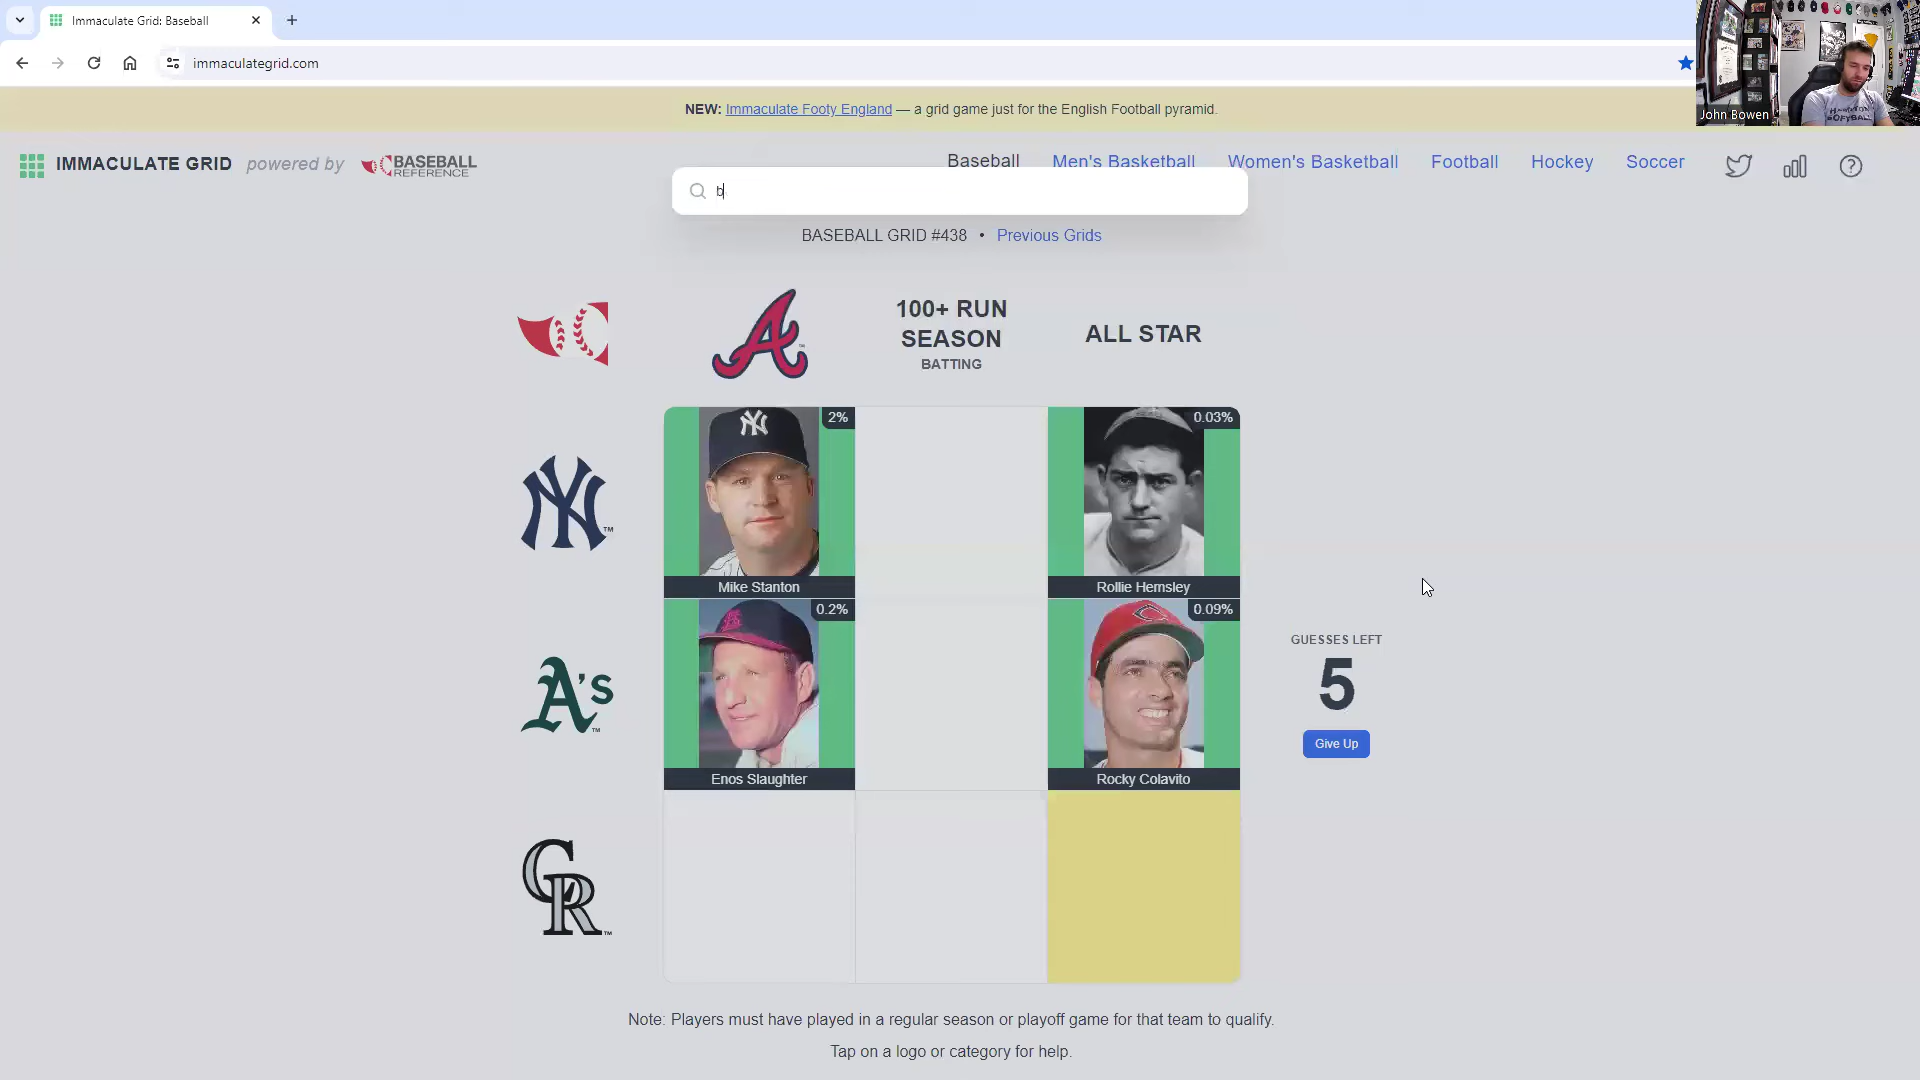 Immaculate Grid: Baseball
immaculategrid.com
John Bowen
NEW: Immaculate Footy England — a grid game just for the English Football pyramid.
IMMACULATE GRID powered by BASEBALL REFERENCE
Baseball Men's Basketball Women's Basketball Football Hockey Soccer
b
BASEBALL GRID #438 • Previous Grids
A
100+ RUN
SEASON
BATTING
ALL STAR
NY
2%
Mike Stanton
0.03%
Rollie Hemsley
A's
0.2%
Enos Slaughter
0.09%
Rocky Colavito
GUESSES LEFT
5
Give Up
CR
Note: Players must have played in a regular season or playoff game for that team to qualify.
Tap on a logo or category for help.